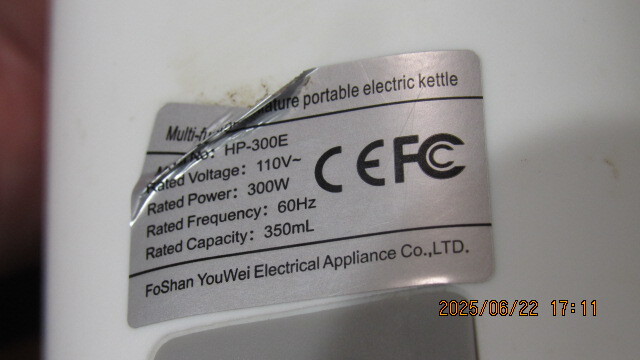 ature portable electric kettle
Multi-
No: HP-300E
Rated Voltage: 110V~
Rated Power: 300W
Rated Frequency: 60Hz
Rated Capacity: 350mL
CE FC
FoShan YouWei Electrical Appliance Co.,LTD.
2025/06/22 17:11